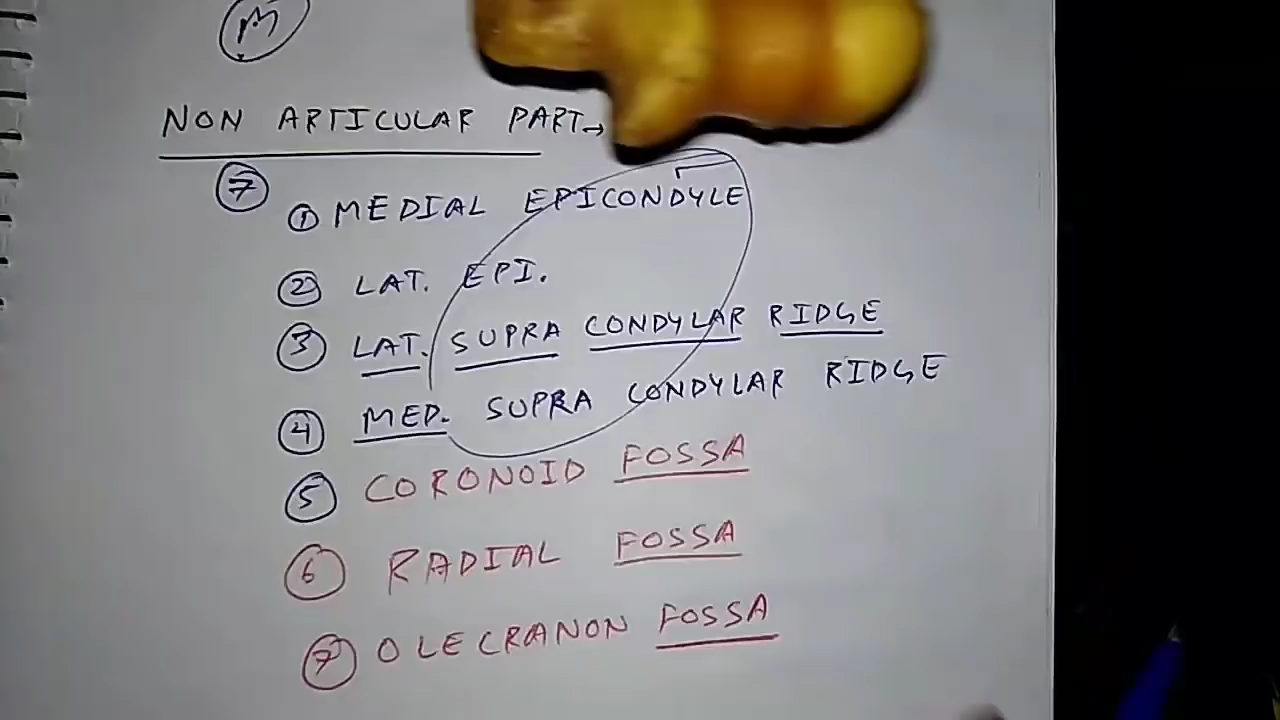 M
NON ARTICULAR PART→
7
1 MEDIAL EPICONDYLE
2 LAT. EPI.
3 LAT. SUPRA CONDYLAR RIDGE
4 MED. SUPRA CONDYLAR RIDGE
5 CORONOID FOSSA
6 RADIAL FOSSA
7 OLECRANON FOSSA